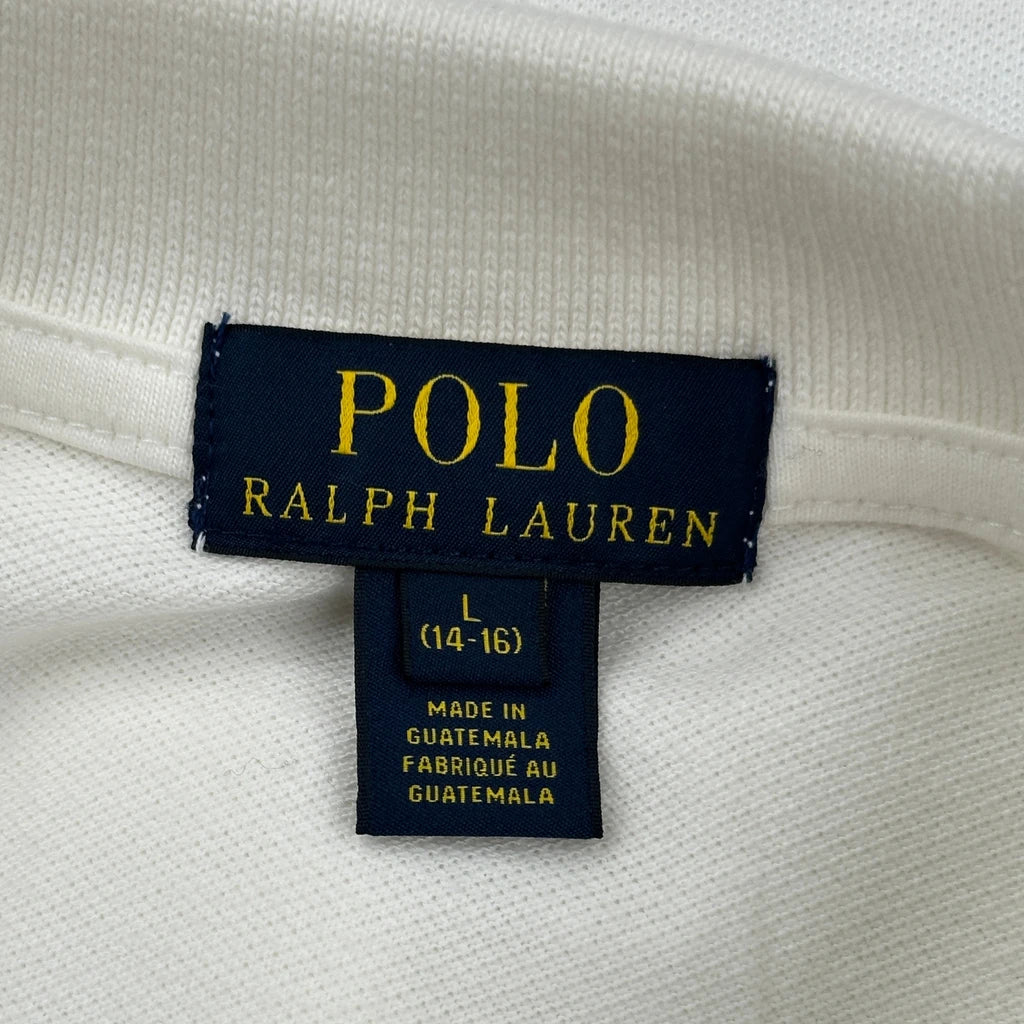 POLO
RALPH LAUREN
L
(14-16)
MADE IN
GUATEMALA
FABRIQUÉ AU
GUATEMALA